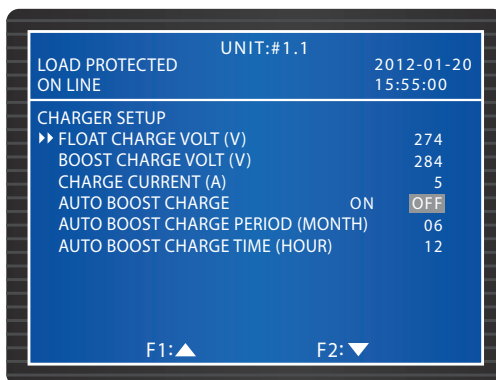 UNIT:#1.1
LOAD PROTECTED 2012-01-20
ON LINE 15:55:00
CHARGER SETUP
FLOAT CHARGE VOLT (V) 274
BOOST CHARGE VOLT (V) 284
CHARGE CURRENT (A) 5
AUTO BOOST CHARGE ON OFF
AUTO BOOST CHARGE PERIOD (MONTH) 06
AUTO BOOST CHARGE TIME (HOUR) 12
F1:▲ F2:▼